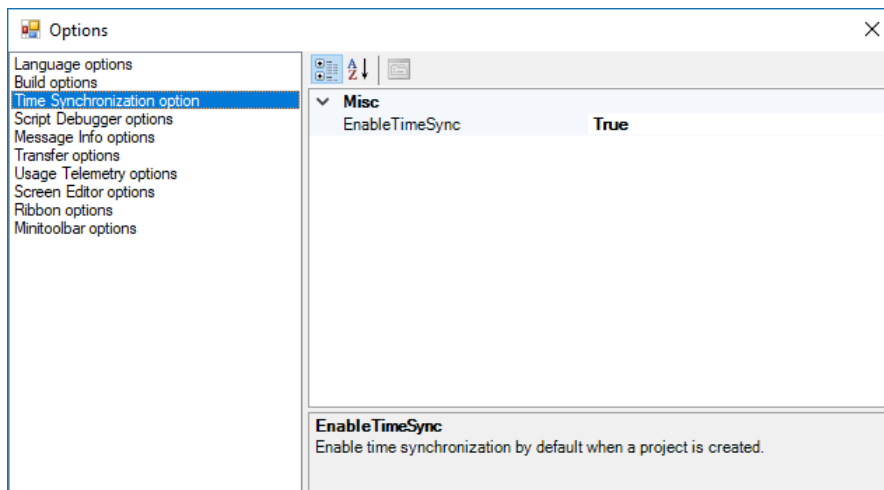 Options
Language options
Build options
Time Synchronization option
Script Debugger options
Message Info options
Transfer options
Usage Telemetry options
Screen Editor options
Ribbon options
Minitoolbar options
A
Z
Misc
EnableTimeSync True
EnableTimeSync
Enable time synchronization by default when a project is created.